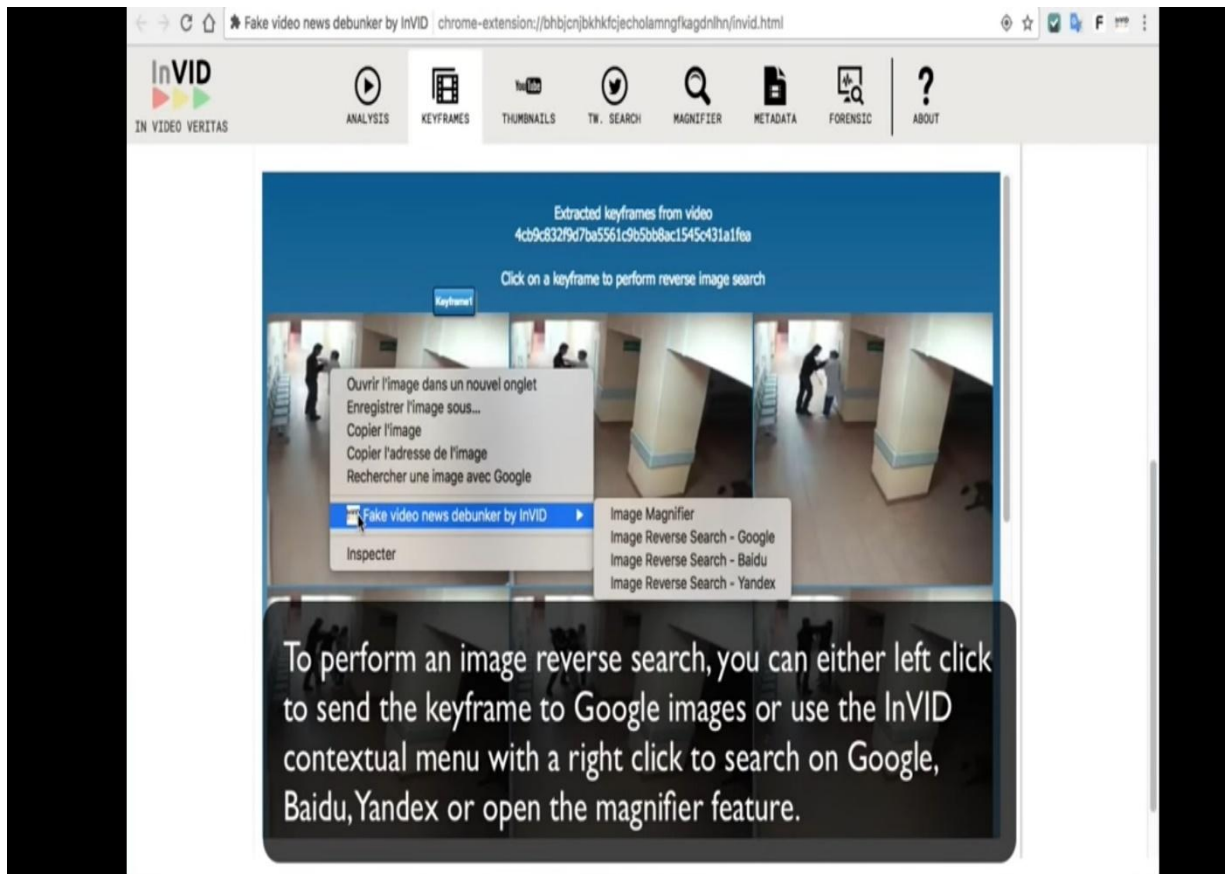 Fake video news debunker by InVID chrome-extension://bhbjcnjbkhkfcjecholamngfkagdnlhn/invid.html
F
InVID
IN VIDEO VERITAS
ANALYSIS
KEYFRAMES
You Tube
THUMBNAILS
TW. SEARCH
MAGNIFIER
METADATA
FORENSIC
?
ABOUT
Extracted keyframes from video
4cb9c832f9d7ba5561c9b5bb8ac1545c431a1fea
Click on a keyframe to perform reverse image search
Keyframe1
Ouvrir l'image dans un nouvel onglet
Enregistrer l'image sous...
Copier l'image
Copier l'adresse de l'image
Rechercher une image avec Google
Fake video news debunker by InVID
Inspecter
Image Magnifier
Image Reverse Search - Google
Image Reverse Search - Baidu
Image Reverse Search - Yandex
To perform an image reverse search, you can either left click
to send the keyframe to Google images or use the InVID
contextual menu with a right click to search on Google,
Baidu, Yandex or open the magnifier feature.